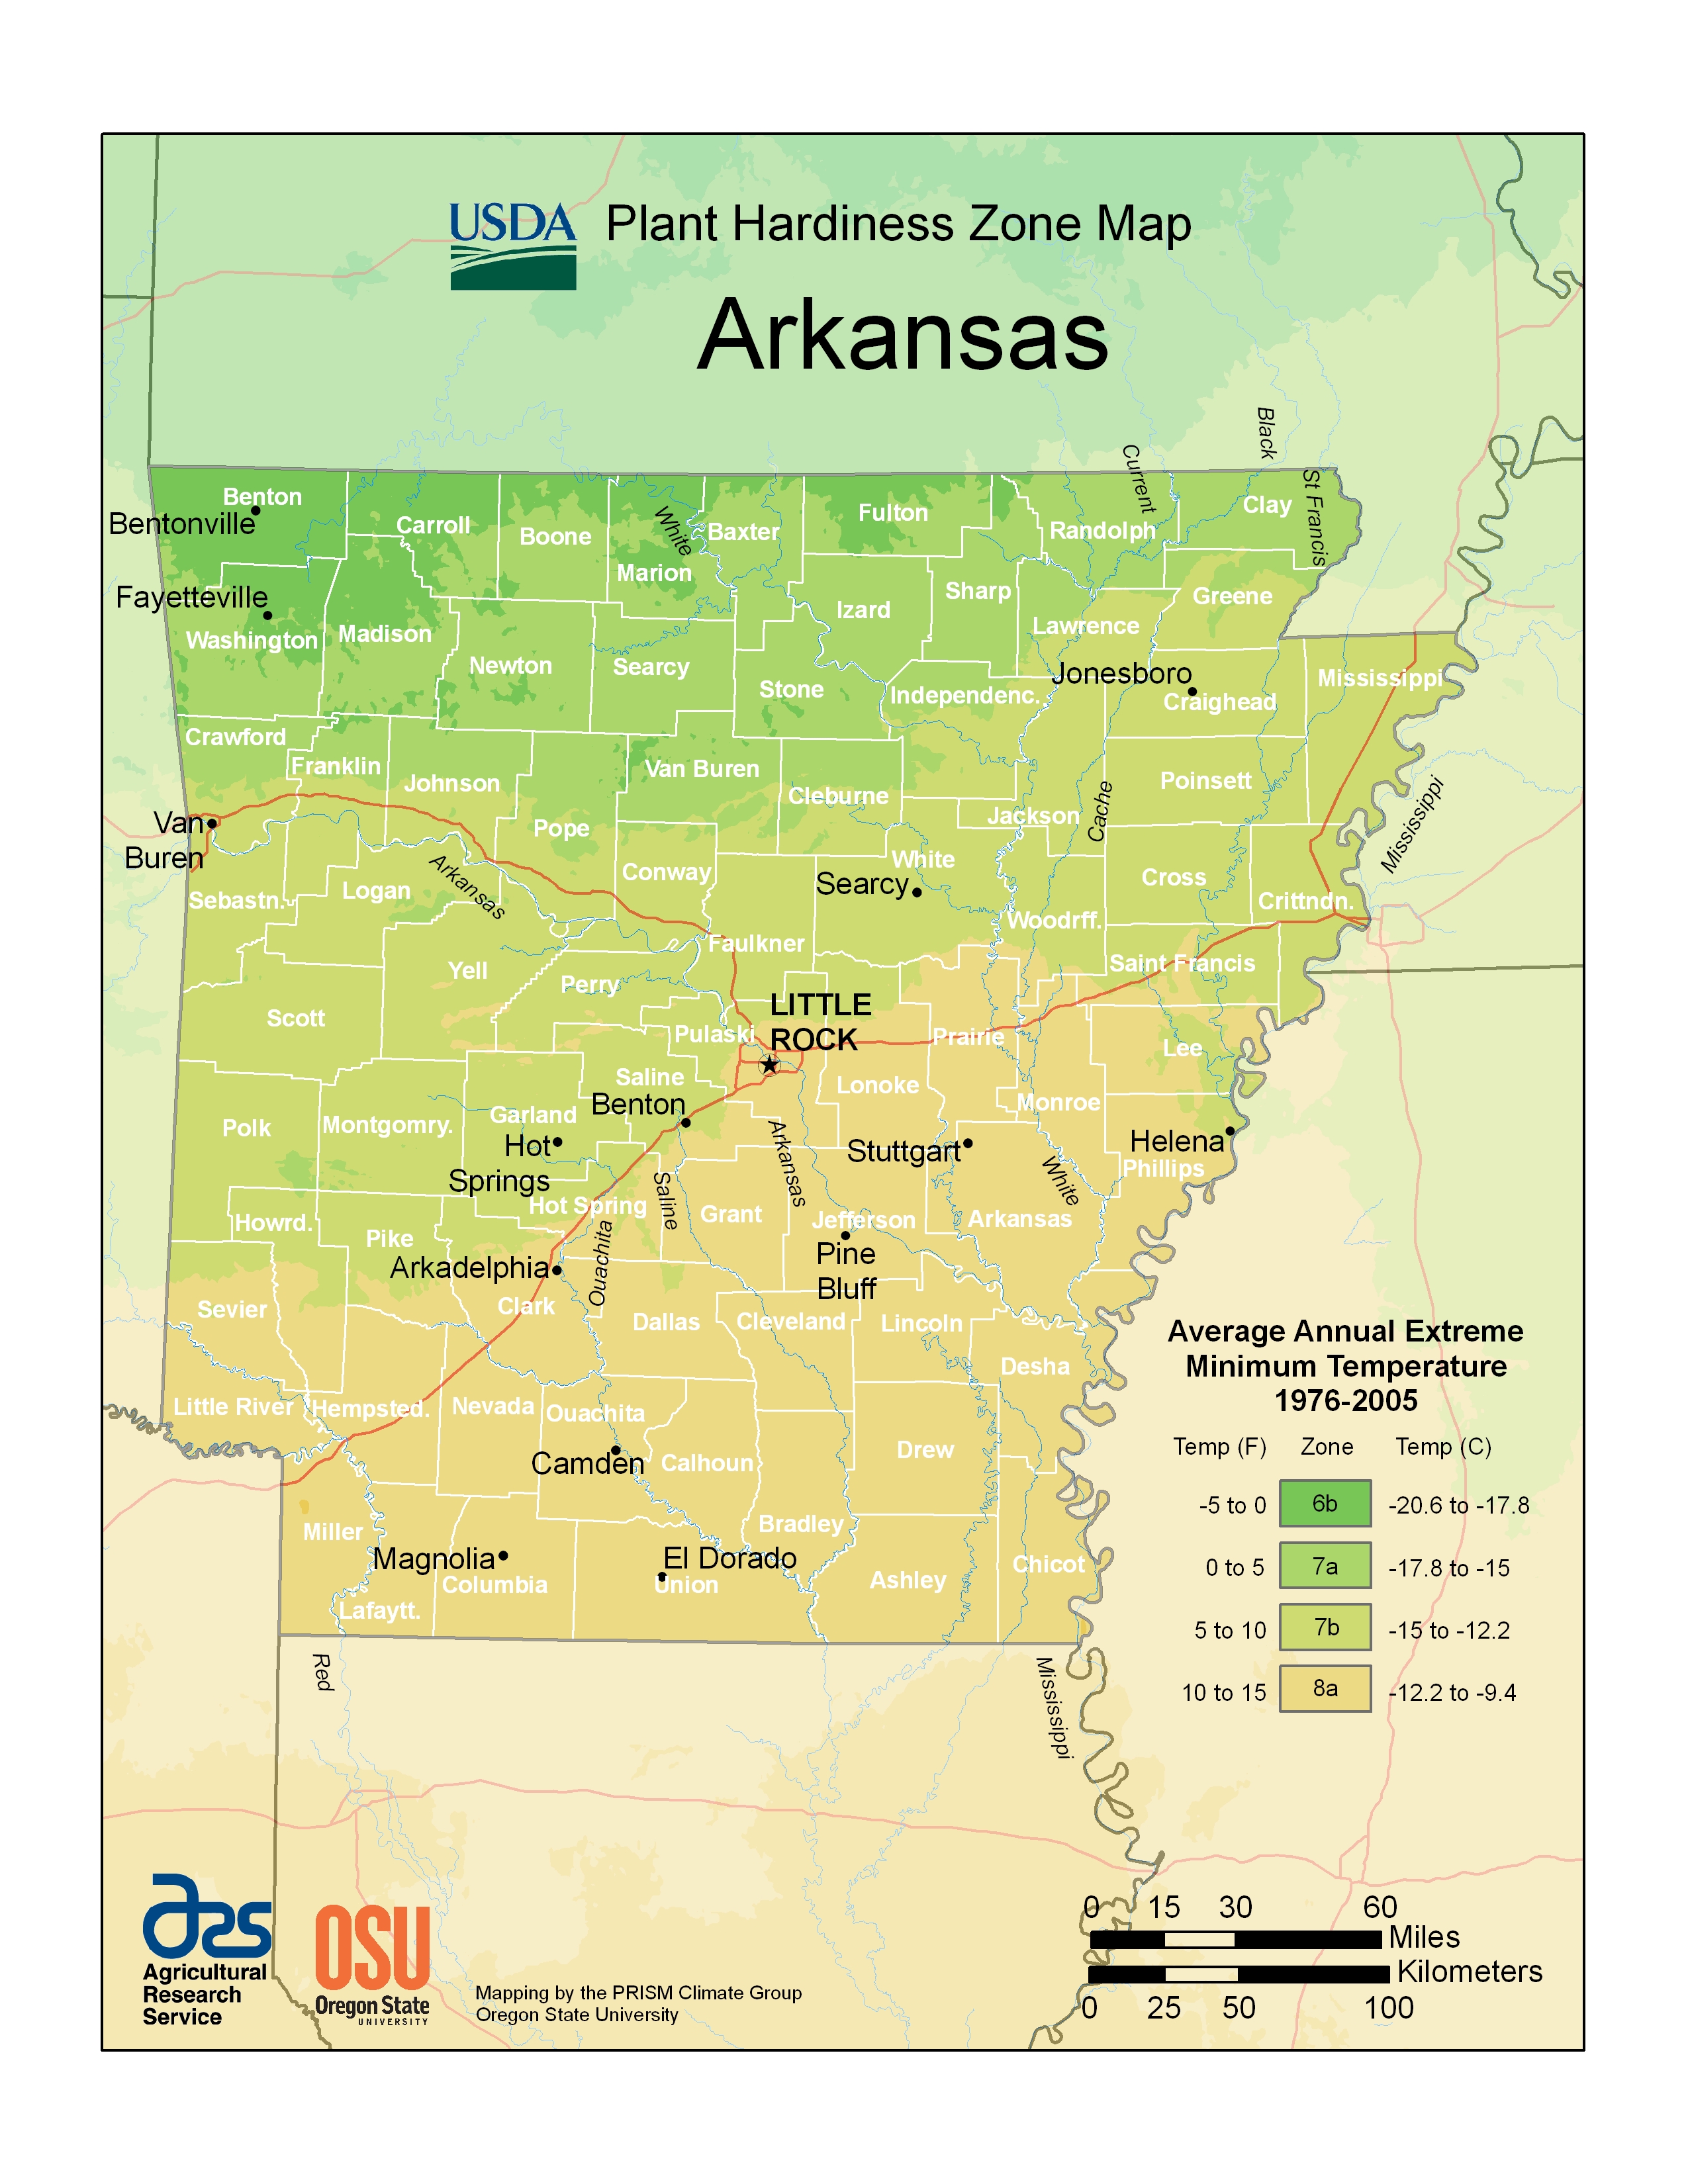 USDA
Plant Hardiness Zone Map
Arkansas
Black
Current
St Francis
Benton
Bentonville
Carroll
Boone
White
Marion
Baxter
Fulton
Randolph
Clay
Fayetteville
Washington
Madison
Newton
Searcy
Stone
Izard
Sharp
Lawrence
Greene
Independenc.
Jonesboro
Craighead
Mississippi
Crawford
Franklin
Johnson
Pope
Van Buren
Cleburne
Jackson
Cache
Poinsett
Mississippi
Van
Buren
Sebastn.
Logan
Arkansas
Conway
White
Searcy
Woodrff.
Cross
Crittndn.
Faulkner
Saint Francis
Yell
Perry
Scott
LITTLE
ROCK
Pulaski
Prairie
Lee
Saline
Benton
Lonoke
Monroe
Polk
Montgomry.
Garland
Hot
Springs
Stuttgart
Helena
Phillips
Arkansas
Saline
White
Hot Spring
Howrd.
Pike
Grant
Jefferson
Arkansas
Pine
Bluff
Arkadelphia
Ouachita
Clark
Sevier
Dallas
Cleveland
Lincoln
Desha
Little River
Hempsted.
Nevada
Ouachita
Camden
Calhoun
Drew
Bradley
Miller
Magnolia
Columbia
El Dorado
Union
Ashley
Chicot
Lafaytt.
Red
Mississippi
Average Annual Extreme
Minimum Temperature
1976-2005
Temp (F) Zone Temp (C)
-5 to 0 6b -20.6 to -17.8
0 to 5 7a -17.8 to -15
5 to 10 7b -15 to -12.2
10 to 15 8a -12.2 to -9.4
0 15 30 60
Miles
Kilometers
0 25 50 100
ars
Agricultural
Research
Service
OSU
Oregon State
UNIVERSITY
Mapping by the PRISM Climate Group
Oregon State University